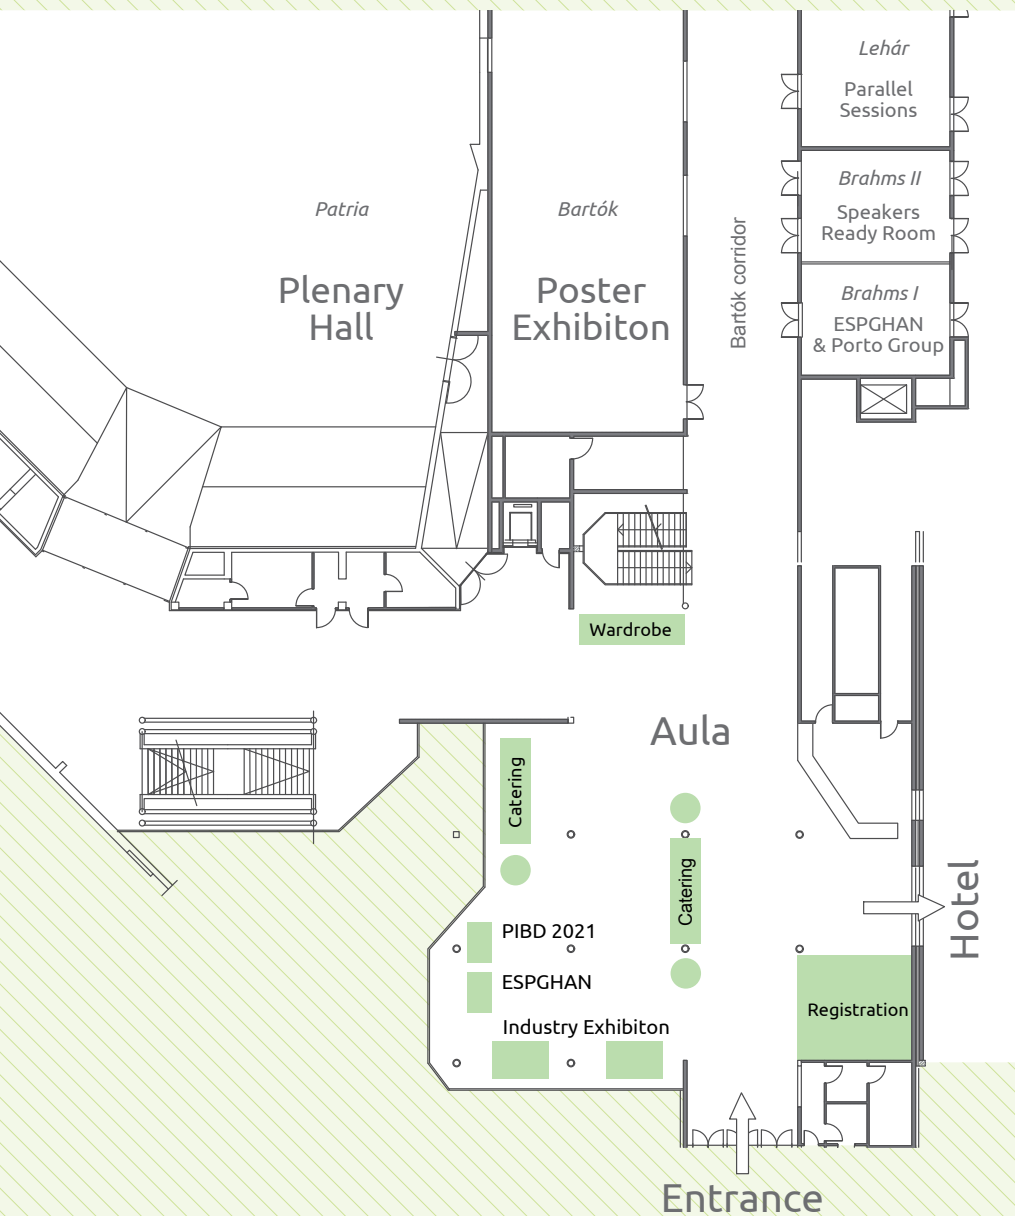 Lehár
Parallel
Sessions
Brahms II
Speakers
Ready Room
Patria
Bartók
Bartók corridor
Plenary
Hall
Poster
Exhibiton
Brahms I
ESPGHAN
& Porto Group
Wardrobe
Aula
Catering
Catering
Hotel
PIBD 2021
ESPGHAN
Registration
Industry Exhibiton
Entrance